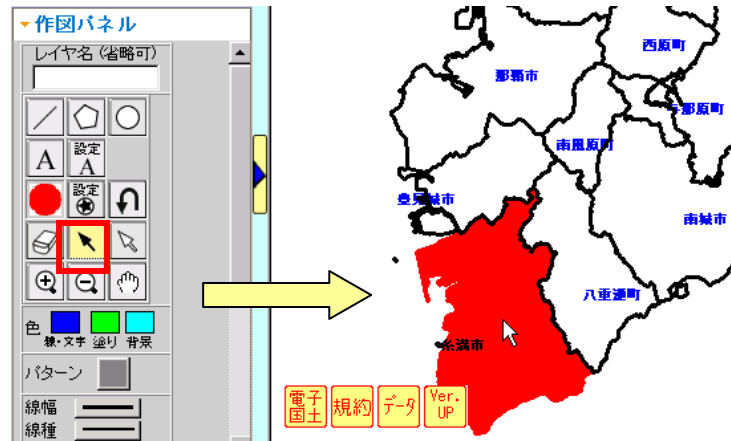 作図パネル
レイヤ名（省略可）
A
設定
A
設定
色
線・文字 塗り 背景
パターン
線幅
線種
西原町
那覇市
与那原町
南風原町
豊見城市
南城市
八重瀬町
糸満市
電子
国土
規約
データ
Ver.
UP